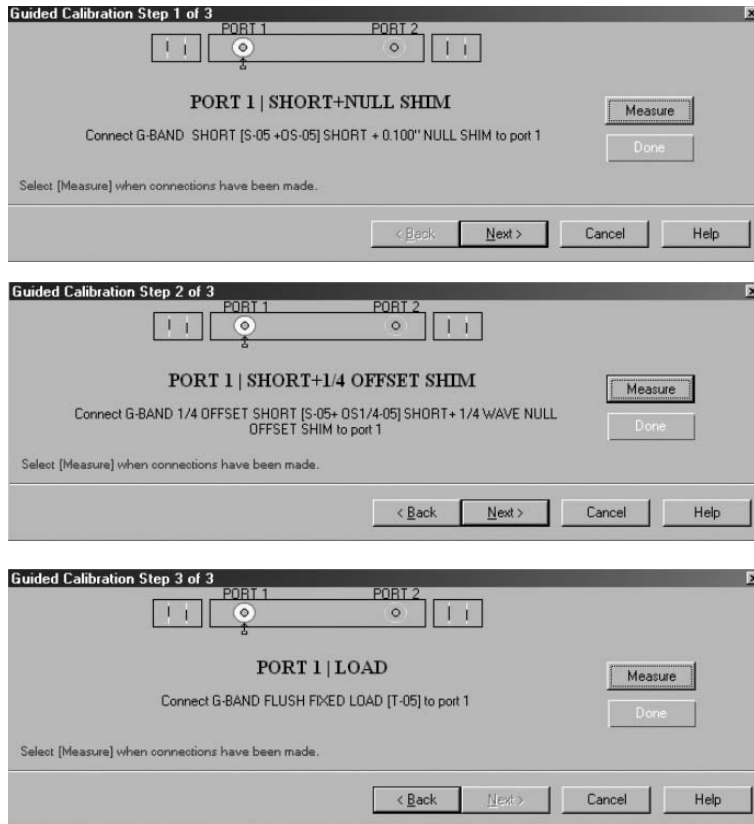 Guided Calibration Step 1 of 3
PORT 1 PORT 2
PORT 1 | SHORT+NULL SHIM
Connect G-BAND SHORT [S-05 +OS-05] SHORT + 0.100" NULL SHIM to port 1
Measure
Done
Select [Measure] when connections have been made.
< Back Next > Cancel Help
Guided Calibration Step 2 of 3
PORT 1 PORT 2
PORT 1 | SHORT+1/4 OFFSET SHIM
Connect G-BAND 1/4 OFFSET SHORT [S-05+ OS1/4-05] SHORT+ 1/4 WAVE NULL
OFFSET SHIM to port 1
Measure
Done
Select [Measure] when connections have been made.
< Back Next > Cancel Help
Guided Calibration Step 3 of 3
PORT 1 PORT 2
PORT 1 | LOAD
Connect G-BAND FLUSH FIXED LOAD [T-05] to port 1
Measure
Done
Select [Measure] when connections have been made.
< Back Next > Cancel Help